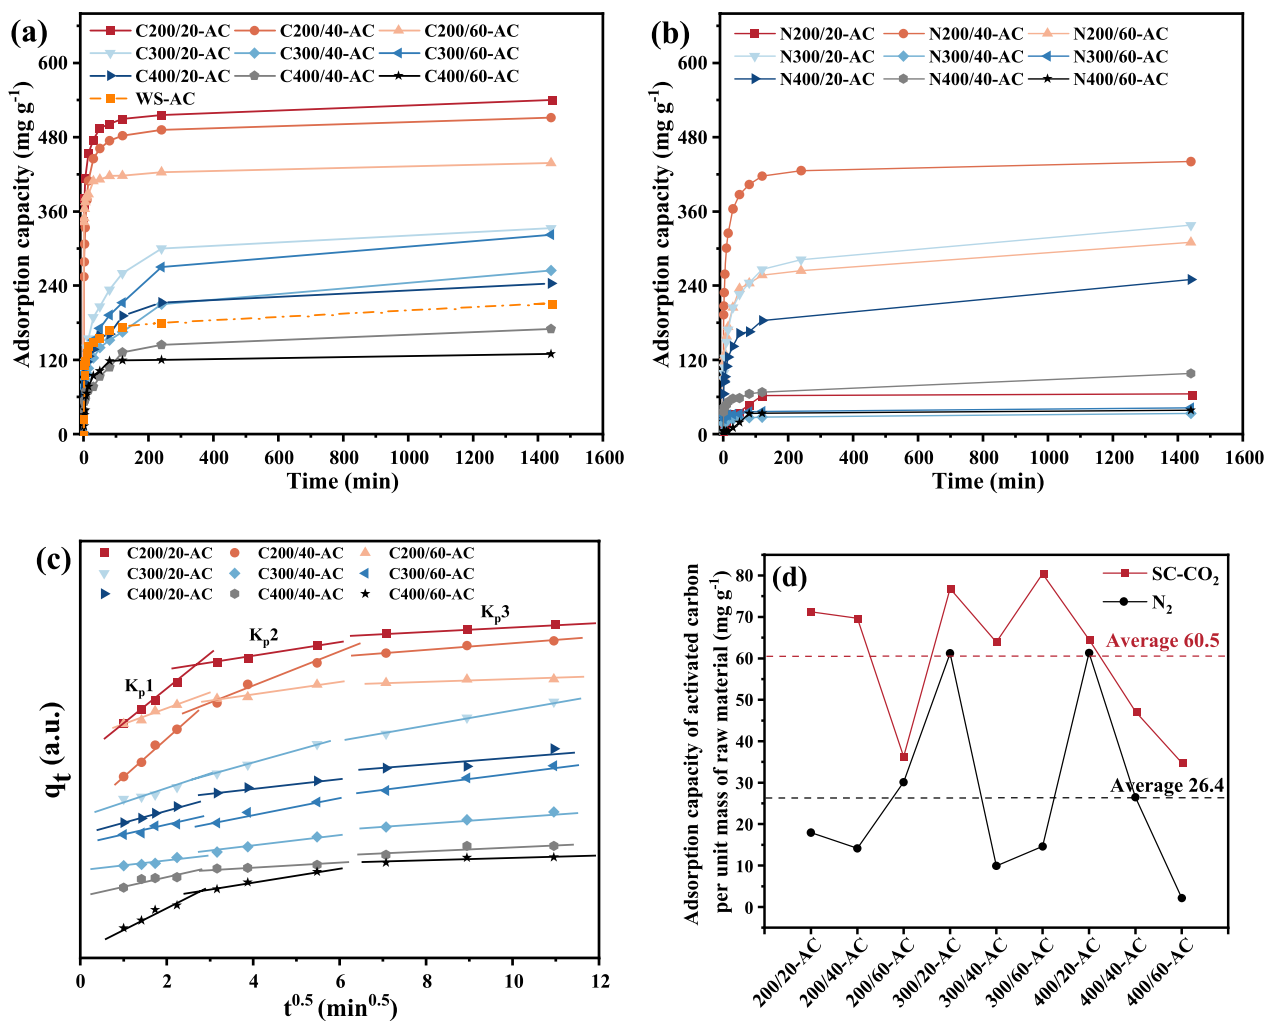 (a)
C200/20-AC C200/40-AC C200/60-AC
C300/20-AC C300/40-AC C300/60-AC
C400/20-AC C400/40-AC C400/60-AC
WS-AC
Adsorption capacity (mg g⁻¹)
600
480
360
240
120
0
0 200 400 600 800 1000 1200 1400 1600
Time (min)
(b)
N200/20-AC N200/40-AC N200/60-AC
N300/20-AC N300/40-AC N300/60-AC
N400/20-AC N400/40-AC N400/60-AC
Adsorption capacity (mg g⁻¹)
600
480
360
240
120
0
0 200 400 600 800 1000 1200 1400 1600
Time (min)
(c)
C200/20-AC C200/40-AC C200/60-AC
C300/20-AC C300/40-AC C300/60-AC
C400/20-AC C400/40-AC C400/60-AC
Kp1
Kp2
Kp3
qt (a.u.)
0 2 4 6 8 10 12
t⁰·⁵ (min⁰·⁵)
(d)
SC-CO₂
N₂
Average 60.5
Average 26.4
Adsorption capacity of activated carbon
per unit mass of raw material (mg g⁻¹)
80
70
60
50
40
30
20
10
0
200/20-AC
200/40-AC
200/60-AC
300/20-AC
300/40-AC
300/60-AC
400/20-AC
400/40-AC
400/60-AC